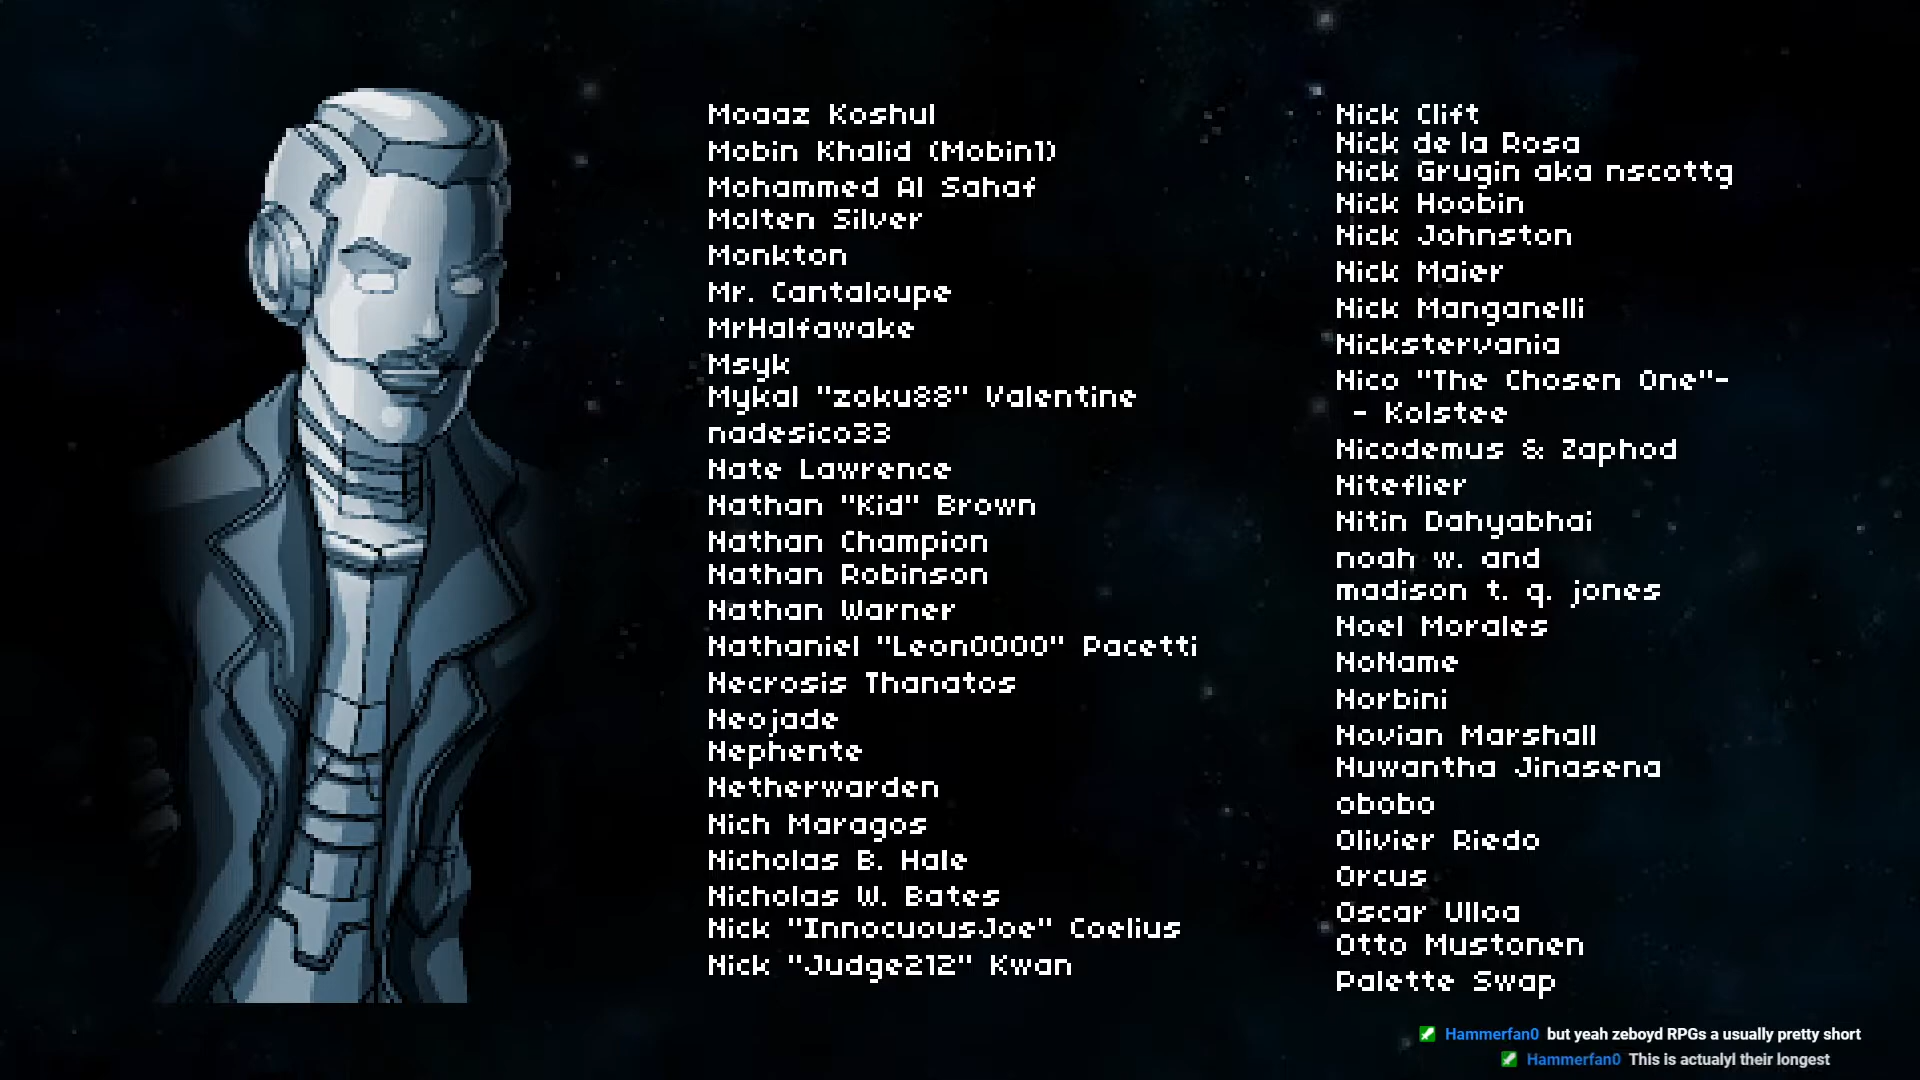 Moaaz Koshul
Mobin Khalid (Mobin1)
Mohammed Al Sahaf
Molten Silver
Monkton
Mr. Cantaloupe
MrHalfawake
Msyk
Mykal "zoku88" Valentine
nadesico33
Nate Lawrence
Nathan "Kid" Brown
Nathan Champion
Nathan Robinson
Nathan Warner
Nathaniel "Leon0000" Pacetti
Necrosis Thanatos
Neojade
Nephente
Netherwarden
Nich Maragos
Nicholas B. Hale
Nicholas W. Bates
Nick "InnocuousJoe" Coelius
Nick "Judge212" Kwan
Nick Clift
Nick de la Rosa
Nick Grugin aka nscottg
Nick Hoobin
Nick Johnston
Nick Maier
Nick Manganelli
Nickstervania
Nico "The Chosen One"-
- Kolstee
Nicodemus & Zaphod
Niteflier
Nitin Dahyabhai
noah w. and
madison t. q. jones
Noel Morales
NoName
Norbini
Novian Marshall
Nuwantha Jinasena
obobo
Olivier Riedo
Orcus
Oscar Ulloa
Otto Mustonen
Palette Swap
Hammerfan0 but yeah zeboyd RPGs a usually pretty short
Hammerfan0 This is actualyl their longest